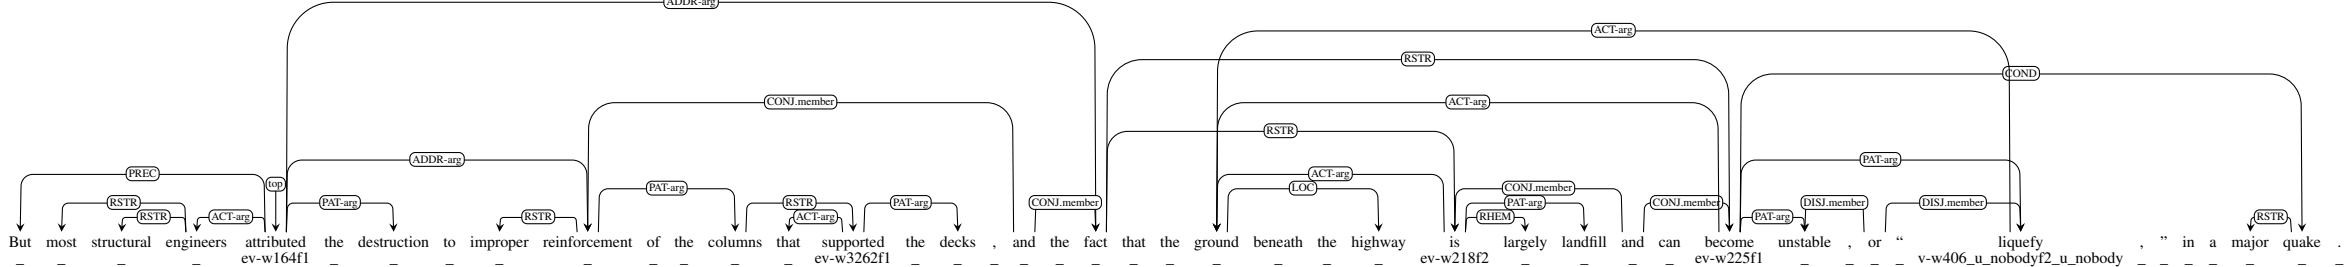 ADDR-arg
ACT-arg
RSTR
COND
CONJ.member ACT-arg
RSTR
ADDR-arg PAT-arg
PREC ACT-arg
top LOC CONJ.member
PAT-arg
RSTR PAT-arg RSTR PAT-arg CONJ.member PAT-arg CONJ.member DISJ.member DISJ.member
RSTR ACT-arg RSTR ACT-arg RHEM PAT-arg RSTR
But most structural engineers attributed the destruction to improper reinforcement of the columns that supported the decks , and the fact that the ground beneath the highway is largely landfill and can become unstable , or “ liquefy , ” in a major quake .
_ _ _ _ ev-w164f1 _ _ _ _ _ _ _ _ _ ev-w3262f1 _ _ _ _ _ _ _ _ _ _ _ _ ev-w218f2 _ _ _ _ ev-w225f1 _ _ _ _ v-w406_u_nobodyf2_u_nobody _ _ _ _ _ _ _